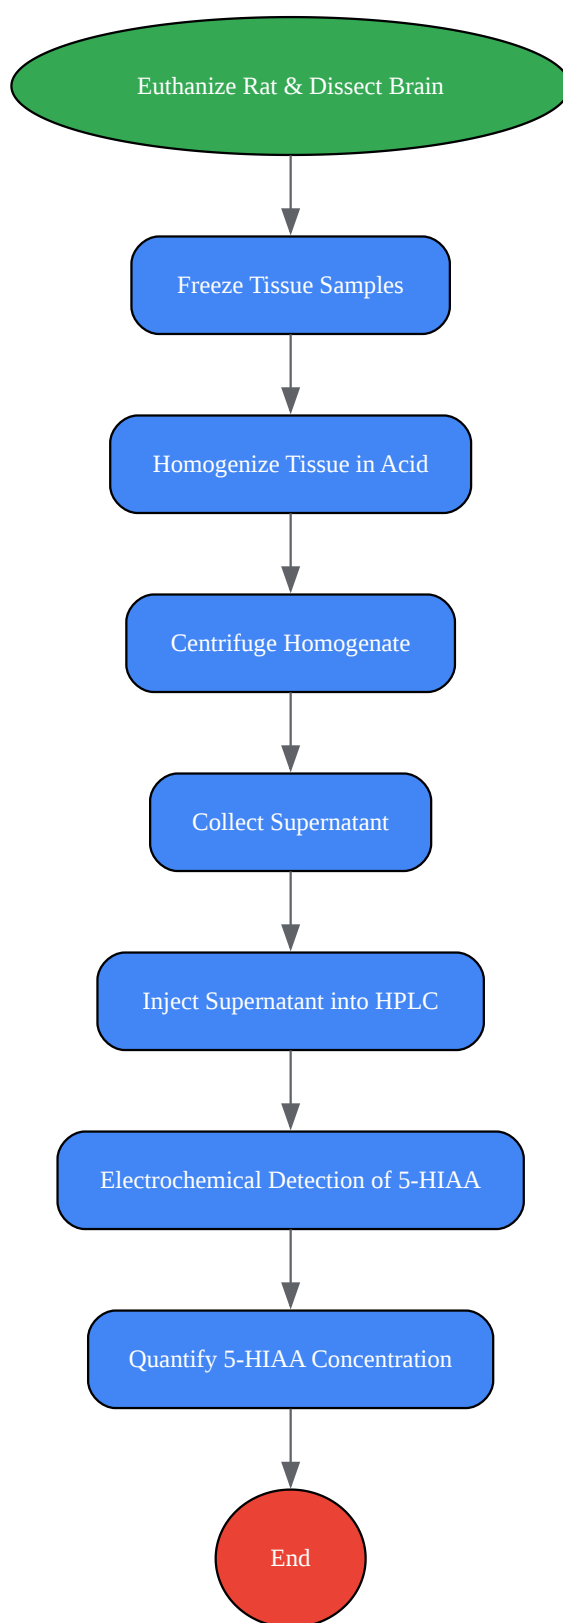 Euthanize Rat & Dissect Brain
Freeze Tissue Samples
Homogenize Tissue in Acid
Centrifuge Homogenate
Collect Supernatant
Inject Supernatant into HPLC
Electrochemical Detection of 5-HIAA
Quantify 5-HIAA Concentration
End